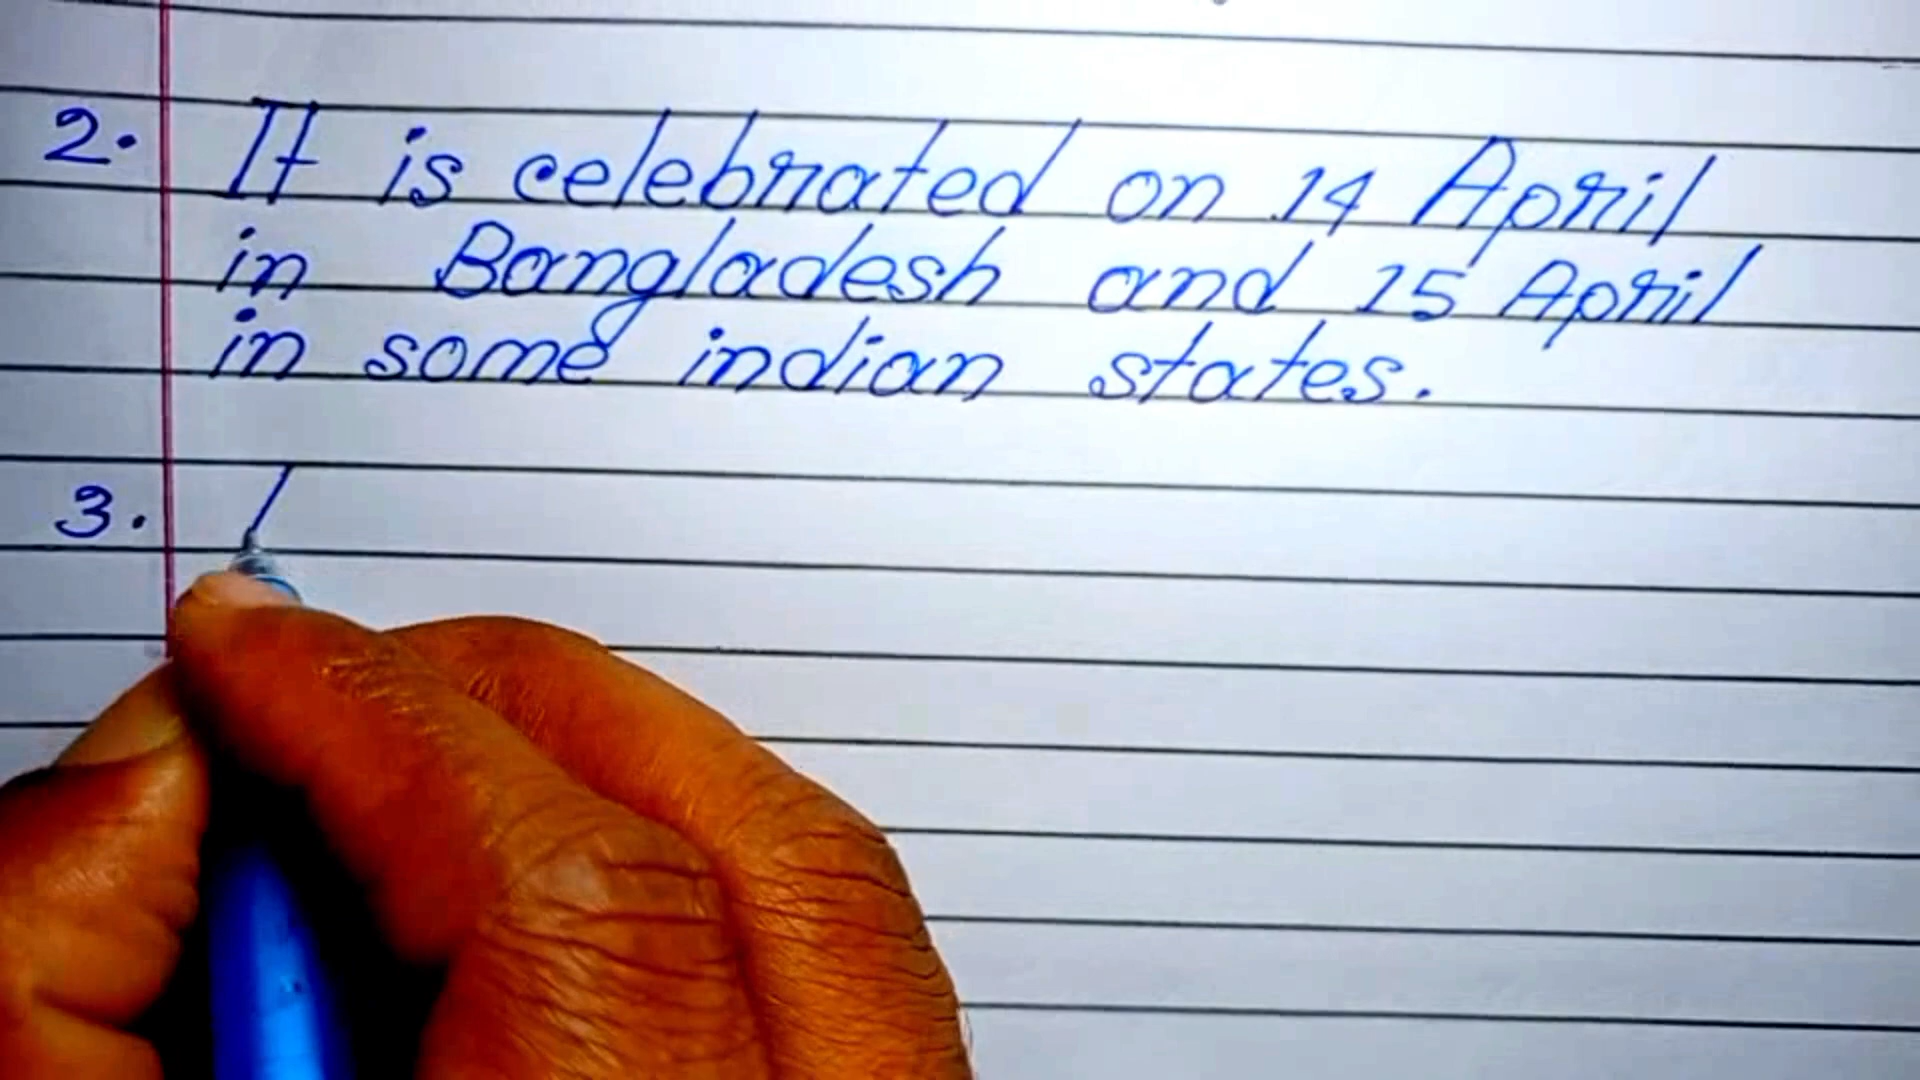 2. It is celebrated on 14 April
in Bangladesh and 15 April
in some indian states.
3.